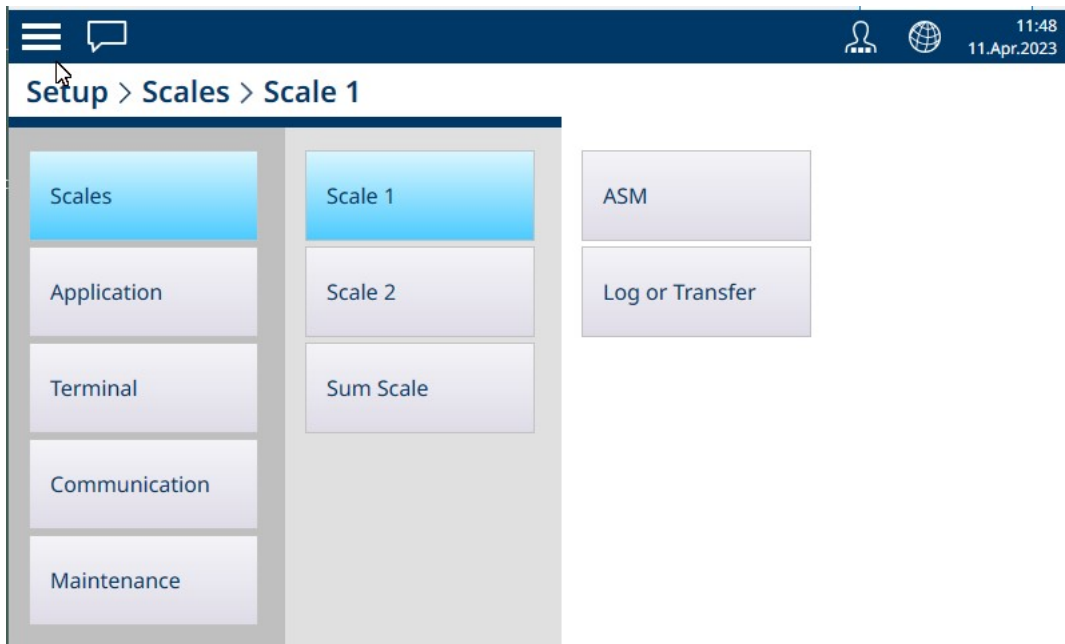 11:48
11.Apr.2023
Setup > Scales > Scale 1
Scales
Application
Terminal
Communication
Maintenance
Scale 1
Scale 2
Sum Scale
ASM
Log or Transfer